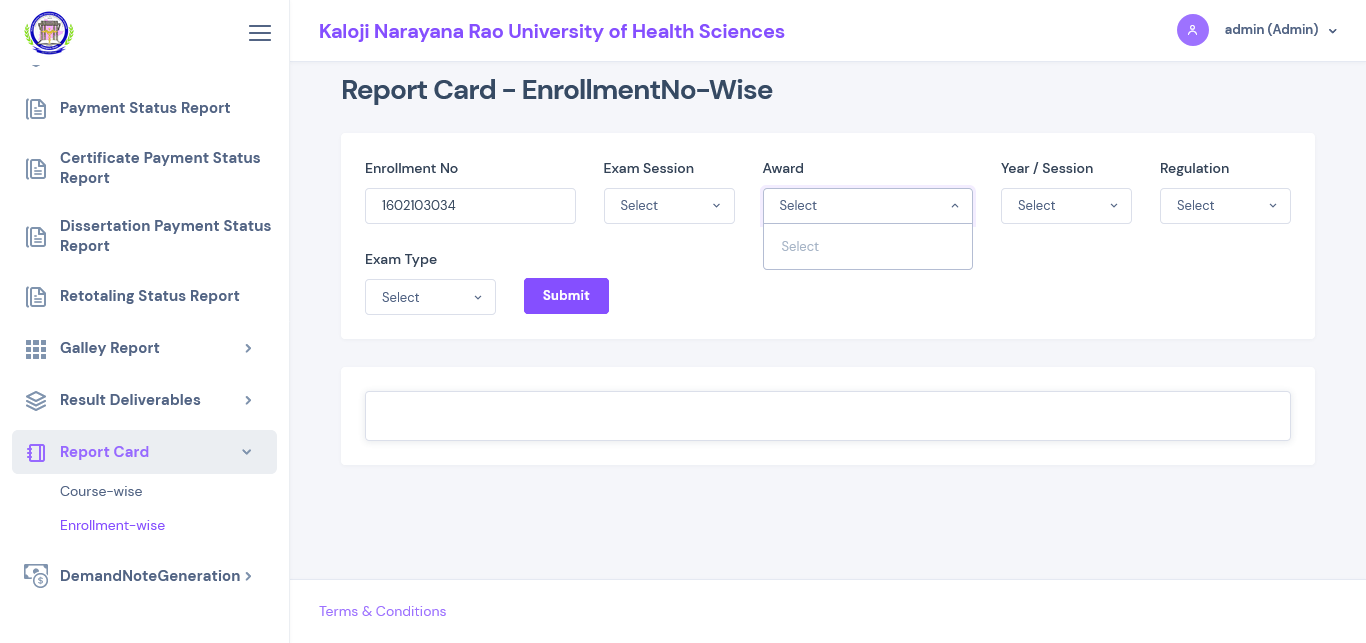 Kaloji Narayana Rao University of Health Sciences
admin (Admin)
Payment Status Report
Certificate Payment Status
Report
Dissertation Payment Status
Report
Retotaling Status Report
Galley Report
Result Deliverables
Report Card
Course-wise
Enrollment-wise
DemandNoteGeneration
Report Card - EnrollmentNo-Wise
Enrollment No
Exam Session
Award
Year / Session
Regulation
1602103034
Select
Select
Select
Select
Select
Exam Type
Select
Submit
Terms & Conditions